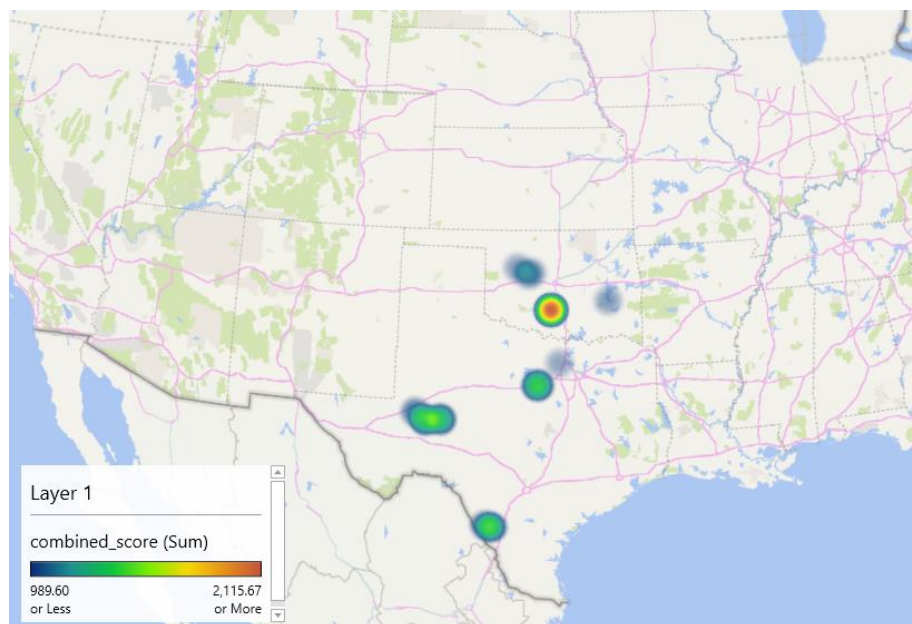 Layer 1
combined_score (Sum)
989.60 2,115.67
or Less or More